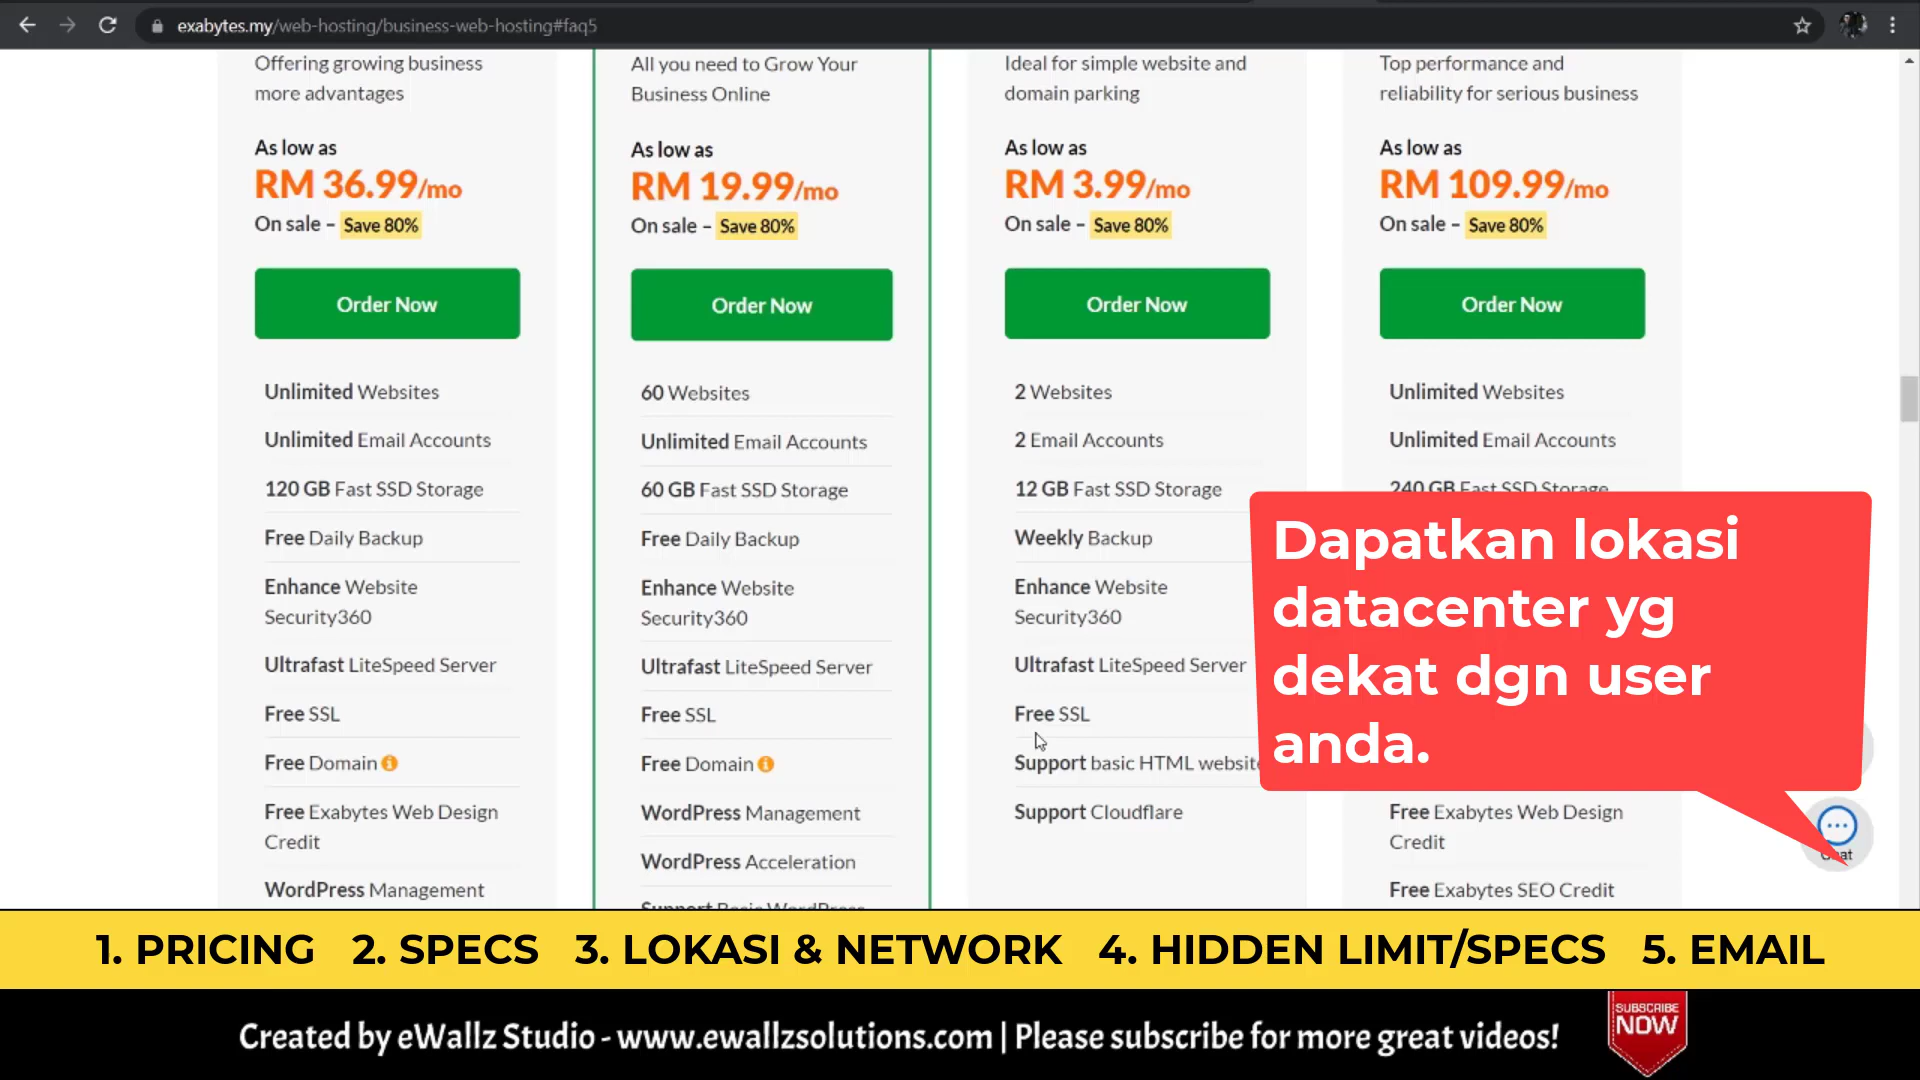 exabytes.my/web-hosting/business-web-hosting#faq5
Offering growing business
more advantages
As low as
RM 36.99/mo
On sale – Save 80%
Order Now
Unlimited Websites
Unlimited Email Accounts
120 GB Fast SSD Storage
Free Daily Backup
Enhance Website
Security360
Ultrafast LiteSpeed Server
Free SSL
Free Domain
Free Exabytes Web Design
Credit
WordPress Management
All you need to Grow Your
Business Online
As low as
RM 19.99/mo
On sale – Save 80%
Order Now
60 Websites
Unlimited Email Accounts
60 GB Fast SSD Storage
Free Daily Backup
Enhance Website
Security360
Ultrafast LiteSpeed Server
Free SSL
Free Domain
WordPress Management
WordPress Acceleration
Support Basic WordPress
Ideal for simple website and
domain parking
As low as
RM 3.99/mo
On sale – Save 80%
Order Now
2 Websites
2 Email Accounts
12 GB Fast SSD Storage
Weekly Backup
Enhance Website
Security360
Ultrafast LiteSpeed Server
Free SSL
Support basic HTML website
Support Cloudflare
Top performance and
reliability for serious business
As low as
RM 109.99/mo
On sale – Save 80%
Order Now
Unlimited Websites
Unlimited Email Accounts
240 GB Fast SSD Storage
Free Exabytes Web Design
Credit
Free Exabytes SEO Credit
Dapatkan lokasi
datacenter yg
dekat dgn user
anda.
Chat
1. PRICING 2. SPECS 3. LOKASI & NETWORK 4. HIDDEN LIMIT/SPECS 5. EMAIL
Created by eWallz Studio - www.ewallzsolutions.com | Please subscribe for more great videos!
SUBSCRIBE
NOW